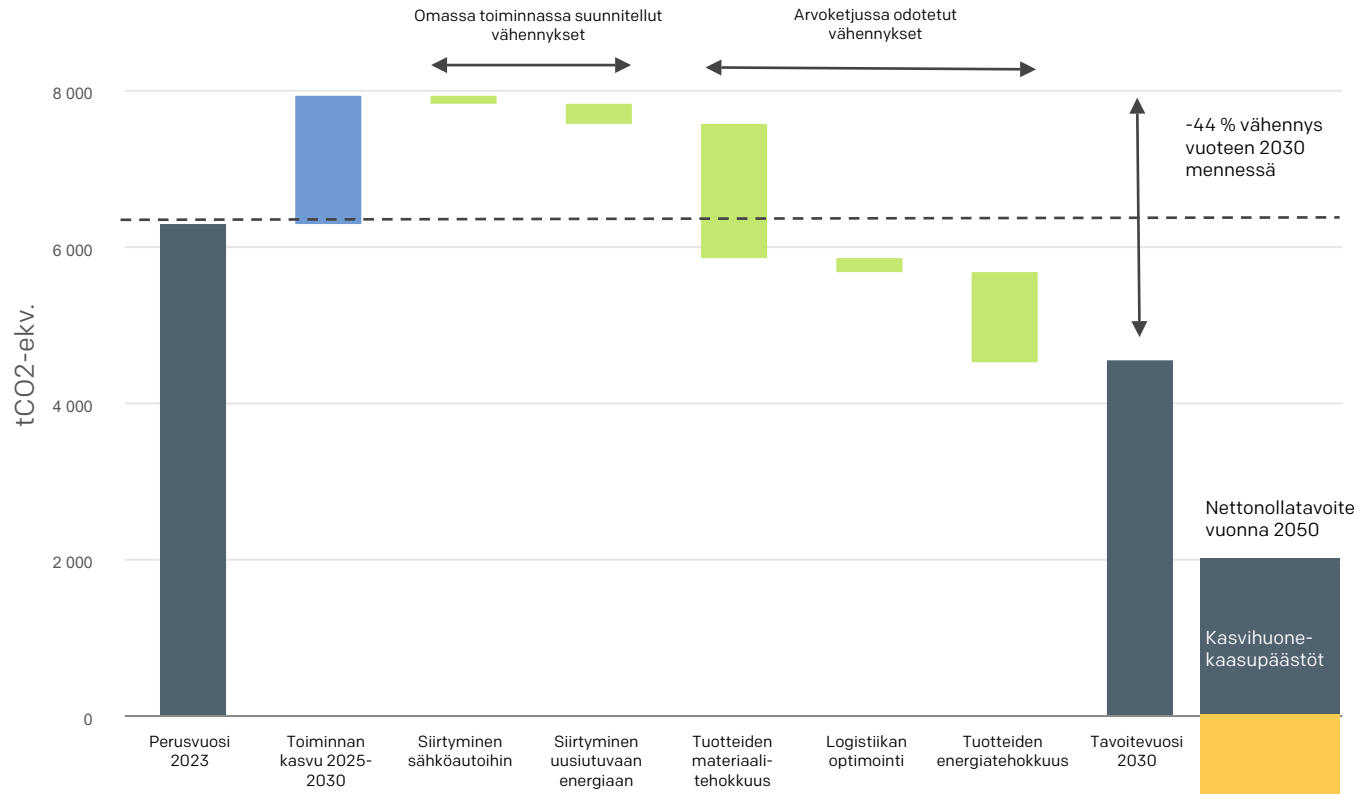 Omassa toiminnassa suunnitellut
vähennykset
Arvoketjussa odotetut
vähennykset
8 000
-44 % vähennys
vuoteen 2030
mennessä
6 000
tCO2-ekv.
4 000
Nettonollatavoite
vuonna 2050
2 000
Kasvihuone-
kaasupäästöt
0
Perusvuosi
2023
Toiminnan
kasvu 2025-
2030
Siirtyminen
sähköautoihin
Siirtyminen
uusiutuvaan
energiaan
Tuotteiden
materiaali-
tehokkuus
Logistiikan
optimointi
Tuotteiden
energiatehokkuus
Tavoitevuosi
2030